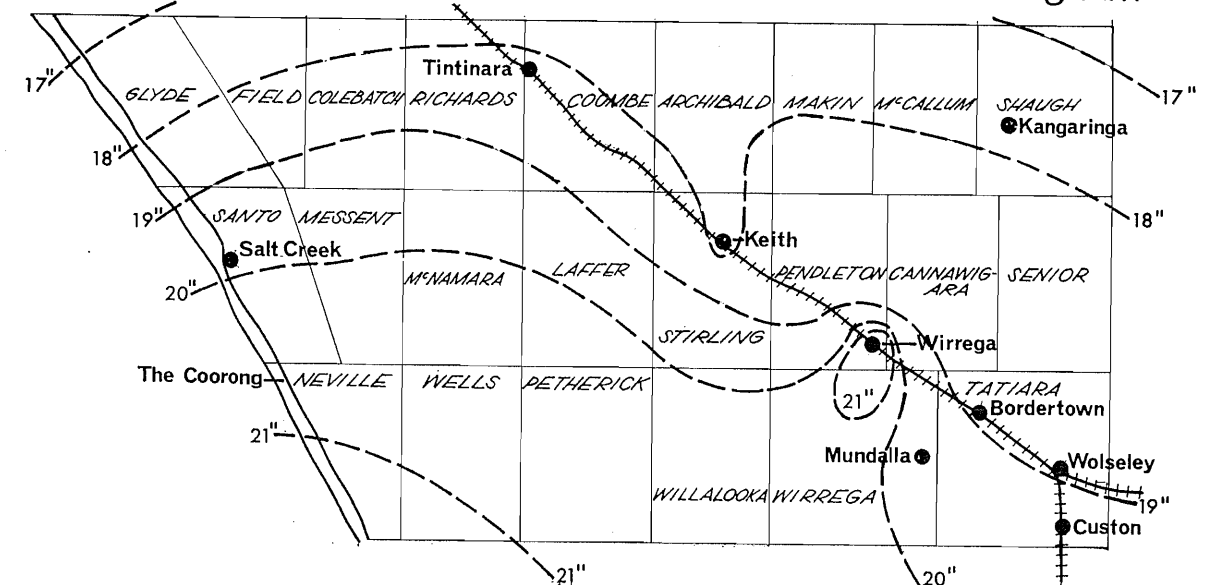 17"
Tintinara
17"
GLYDE FIELD COLEBATCH RICHARDS COOMBE ARCHIBALD MAKIN McCALLUM SHAUGH
Kangaringa
18"
19" SANTO MESSENT
18"
Salt Creek
Keith
20"
McNAMARA LAFFER PENDLETON CANNAWIG-
ARA
SENIOR
STIRLING
Wirrega
The Coorong NEVILLE WELLS PETHERICK
TATIARA
21"
Bordertown
21"
Mundalla
Wolseley
WILLALOOKA WIRREGA
19"
Custon
21"
20"